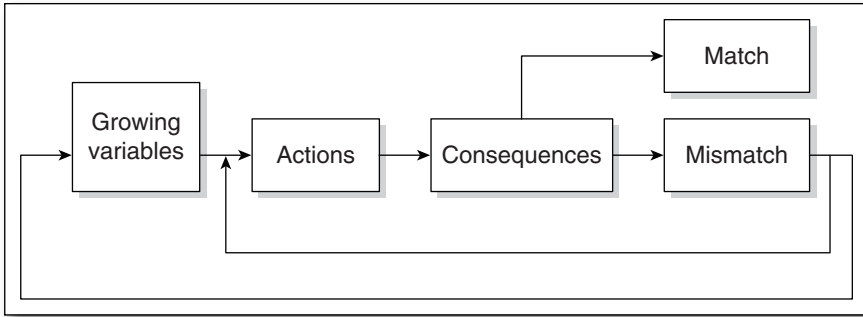 Match
Growing
variables
Actions
Consequences
Mismatch